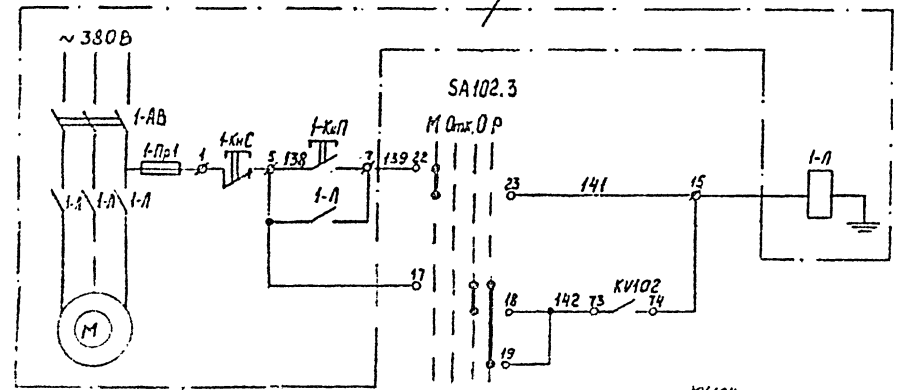 ~ 380В
1-АВ
1-Пр1
1
1-КнС
5
138
1-КнП
7
139
22
SA102.3
М Отк. О Р
23
141
15
1-Л
1-Л
1-Л
1-Л
1-Л
М
17
18
142
73
KV102
74
19